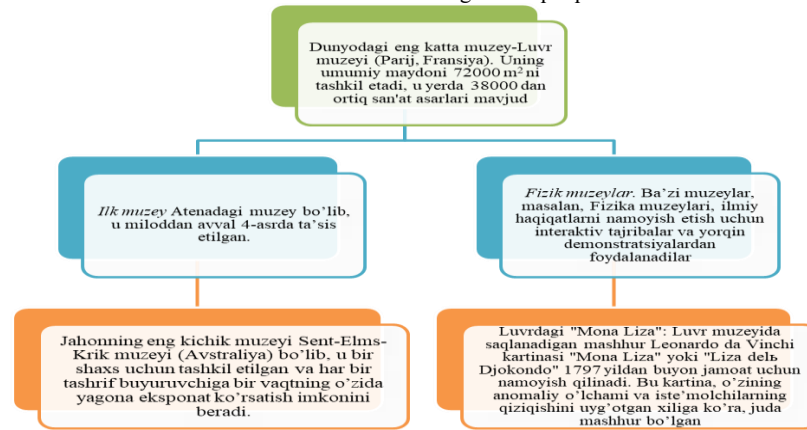 Dunyodagi eng katta muzey-Luvr
muzeyi (Parij, Fransiya). Uning
umumiy maydoni 72000 m² ni
tashkil etadi, u yerda 38000 dan
ortiq san'at asarlari mavjud
Ilk muzey Atenadagi muzey bo’lib,
u miloddan avval 4-asrda ta’sis
etilgan.
Fizik muzeylar. Ba’zi muzeylar,
masalan, Fizika muzeylari, ilmiy
haqiqatlarni namoyish etish uchun
interaktiv tajribalar va yorqin
demonstratsiyalardan
foydalanadilar
Jahonning eng kichik muzeyi Sent-Elms-
Krik muzeyi (Avstraliya) bo’lib, u bir
shaxs uchun tashkil etilgan va har bir
tashrif buyuruvchiga bir vaqtning o’zida
yagona eksponat ko’rsatish imkonini
beradi.
Luvrdagi "Mona Liza": Luvr muzeyida
saqlanadigan mashhur Leonardo da Vinchi
kartinasi "Mona Liza" yoki "Liza delь
Djokondo" 1797 yildan buyon jamoat uchun
namoyish qilinadi. Bu kartina, o’zining
anomaliy o’lchami va iste’molchilarning
qiziqishini uyg’otgan xiliga ko’ra, juda
mashhur bo’lgan